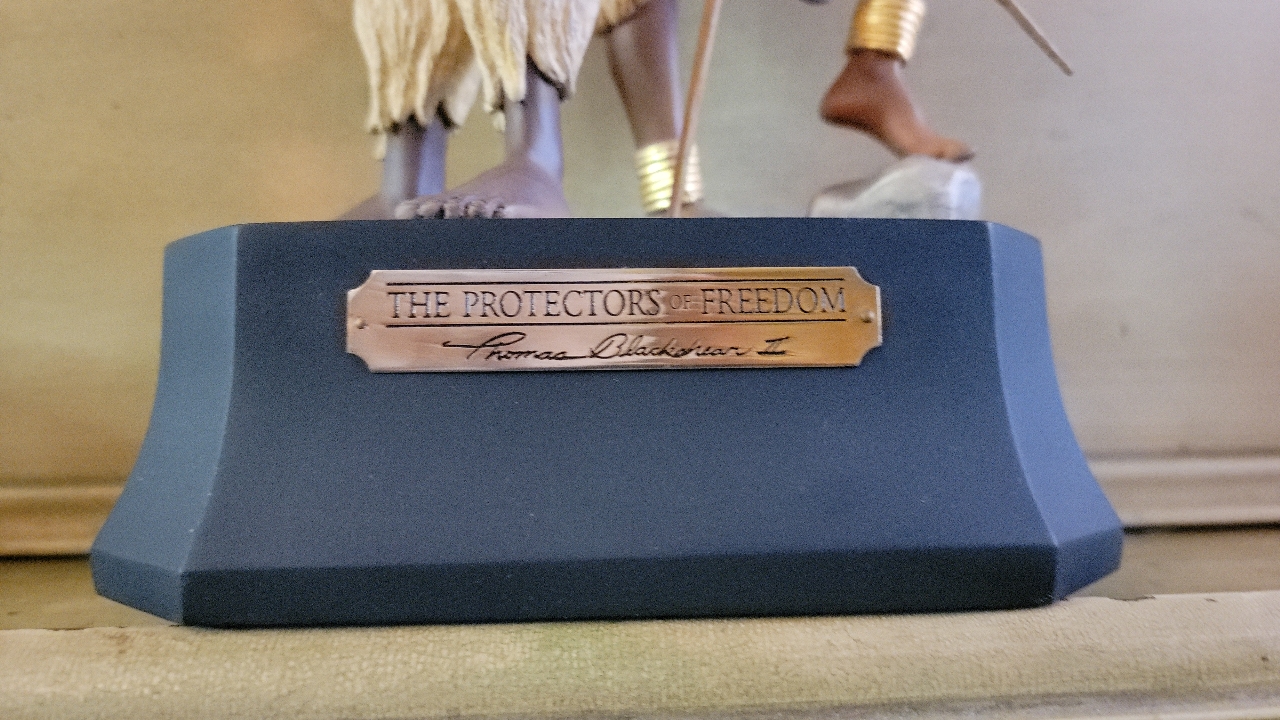 THE PROTECTORS OF FREEDOM
Thomas Blackshear II